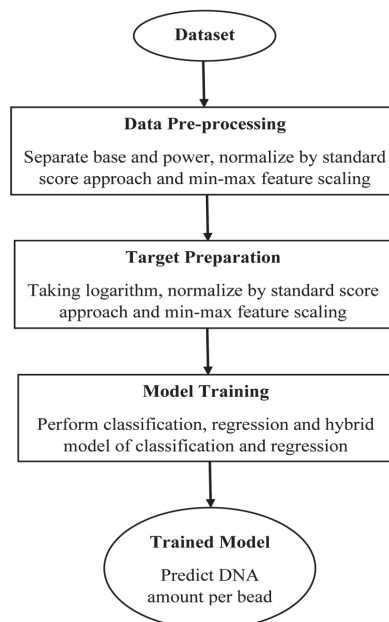 Dataset
Data Pre-processing
Separate base and power, normalize by standard
score approach and min-max feature scaling
Target Preparation
Taking logarithm, normalize by standard score
approach and min-max feature scaling
Model Training
Perform classification, regression and hybrid
model of classification and regression
Trained Model
Predict DNA
amount per bead